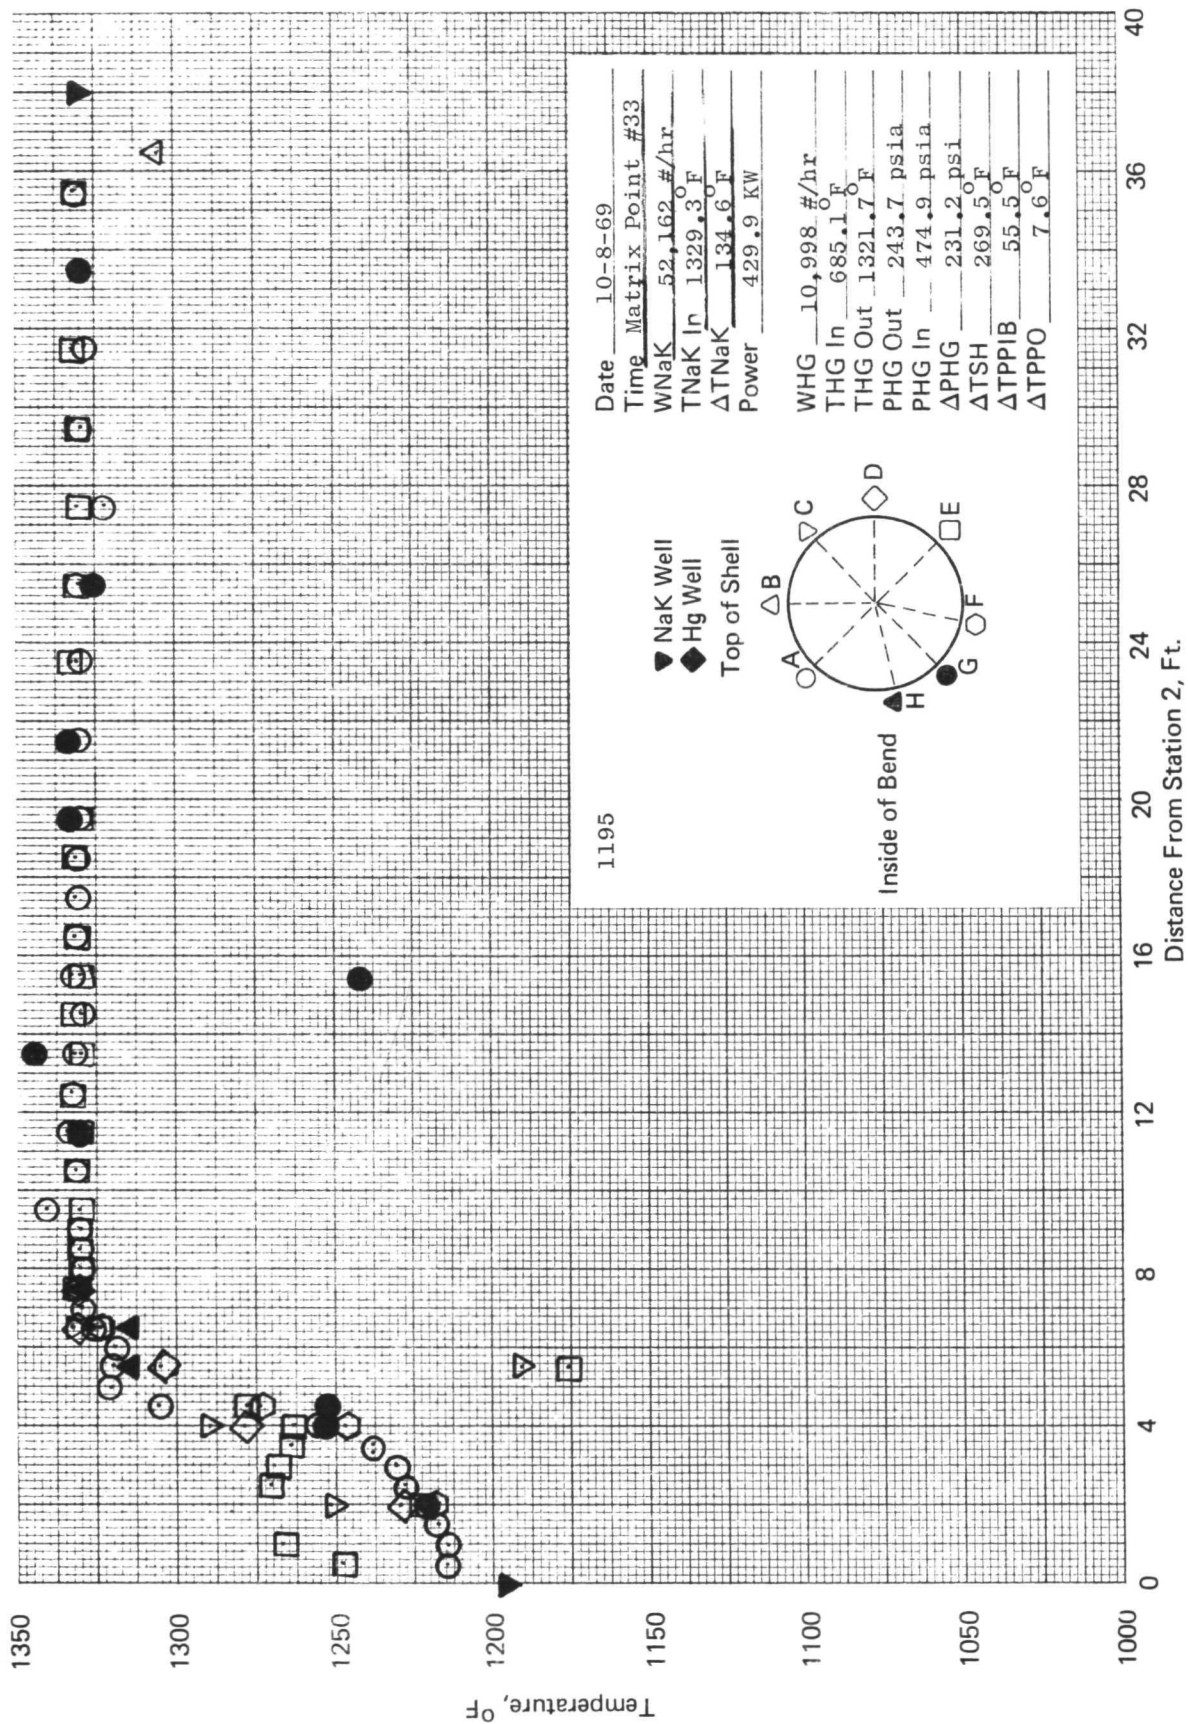 1350
1300
1250
1200
1150
1100
1050
1000
Temperature, °F
0
4
8
12
16
20
24
28
32
36
40
Distance From Station 2, Ft.
1195
▼ NaK Well
◆ Hg Well
Top of Shell
Inside of Bend
A
B
C
D
E
F
G
H
Date 10-8-69
Time Matrix Point #33
WNaK 52,162 #/hr
TNaK In 1329.3°F
ΔTNaK 134.6°F
Power 429.9 KW
WHG 10,998 #/hr
THG In 685.1°F
THG Out 1321.7°F
PHG Out 243.7 psia
PHG In 474.9 psia
ΔPHG 231.2 psi
ΔTSH 269.5°F
ΔTPPIB 55.5°F
ΔTPPO 7.6°F